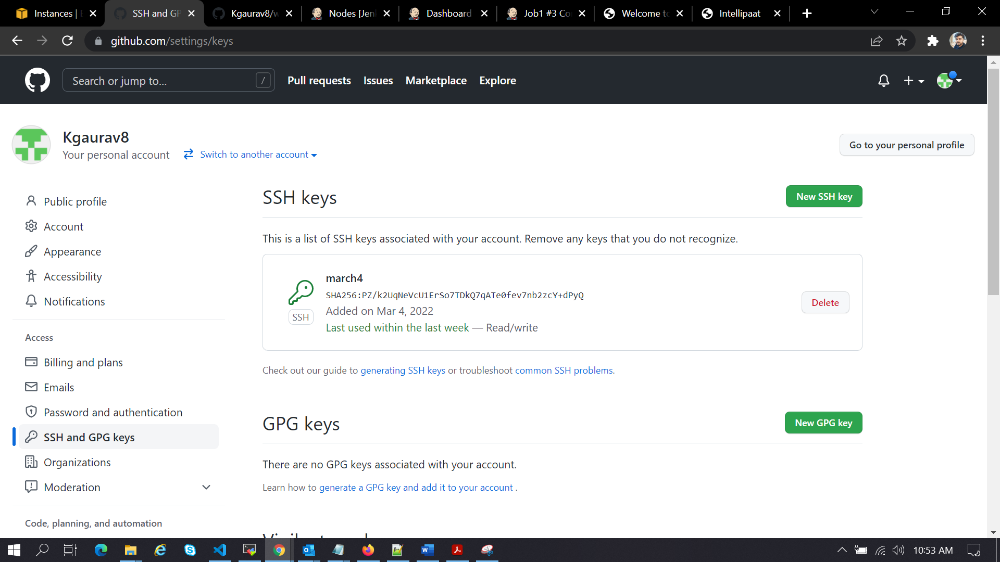 Instances | E
SSH and GP
Kgaurav8/w
Nodes [Jenk
Dashboard
Job1 #3 Co
Welcome to
Intellipaat
github.com/settings/keys
Search or jump to...
/
Pull requests
Issues
Marketplace
Explore
Kgaurav8
Your personal account
Switch to another account
Go to your personal profile
Public profile
Account
Appearance
Accessibility
Notifications
Access
Billing and plans
Emails
Password and authentication
SSH and GPG keys
Organizations
Moderation
Code, planning, and automation
SSH keys
New SSH key
This is a list of SSH keys associated with your account. Remove any keys that you do not recognize.
march4
SHA256:PZ/k2UqNeVcU1ErSo7TDkQ7qATe0fev7nb2zcY+dPyQ
Added on Mar 4, 2022
Last used within the last week — Read/write
SSH
Delete
Check out our guide to generating SSH keys or troubleshoot common SSH problems.
GPG keys
New GPG key
There are no GPG keys associated with your account.
Learn how to generate a GPG key and add it to your account .
10:53 AM